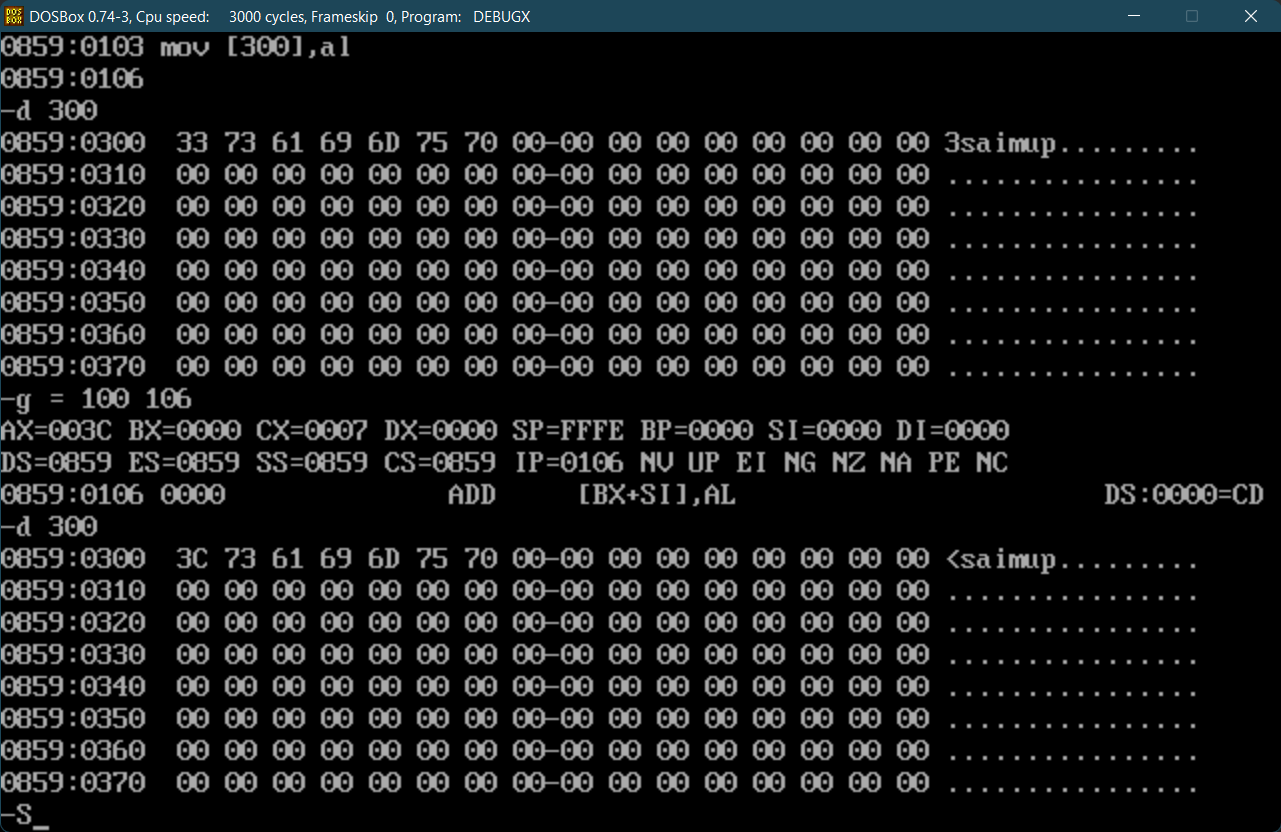 DOSBox 0.74-3, Cpu speed: 3000 cycles, Frameskip 0, Program: DEBUGX
0859:0103 mov [300],al
0859:0106
-d 300
0859:0300 33 73 61 69 6D 75 70 00-00 00 00 00 00 00 00 00 3saimup.........
0859:0310 00 00 00 00 00 00 00 00-00 00 00 00 00 00 00 00 ................
0859:0320 00 00 00 00 00 00 00 00-00 00 00 00 00 00 00 00 ................
0859:0330 00 00 00 00 00 00 00 00-00 00 00 00 00 00 00 00 ................
0859:0340 00 00 00 00 00 00 00 00-00 00 00 00 00 00 00 00 ................
0859:0350 00 00 00 00 00 00 00 00-00 00 00 00 00 00 00 00 ................
0859:0360 00 00 00 00 00 00 00 00-00 00 00 00 00 00 00 00 ................
0859:0370 00 00 00 00 00 00 00 00-00 00 00 00 00 00 00 00 ................
-g = 100 106
AX=003C BX=0000 CX=0007 DX=0000 SP=FFFE BP=0000 SI=0000 DI=0000
DS=0859 ES=0859 SS=0859 CS=0859 IP=0106 NV UP EI NG NZ NA PE NC
0859:0106 0000 ADD [BX+SI],AL DS:0000=CD
-d 300
0859:0300 3C 73 61 69 6D 75 70 00-00 00 00 00 00 00 00 00 <saimup.........
0859:0310 00 00 00 00 00 00 00 00-00 00 00 00 00 00 00 00 ................
0859:0320 00 00 00 00 00 00 00 00-00 00 00 00 00 00 00 00 ................
0859:0330 00 00 00 00 00 00 00 00-00 00 00 00 00 00 00 00 ................
0859:0340 00 00 00 00 00 00 00 00-00 00 00 00 00 00 00 00 ................
0859:0350 00 00 00 00 00 00 00 00-00 00 00 00 00 00 00 00 ................
0859:0360 00 00 00 00 00 00 00 00-00 00 00 00 00 00 00 00 ................
0859:0370 00 00 00 00 00 00 00 00-00 00 00 00 00 00 00 00 ................
-S_